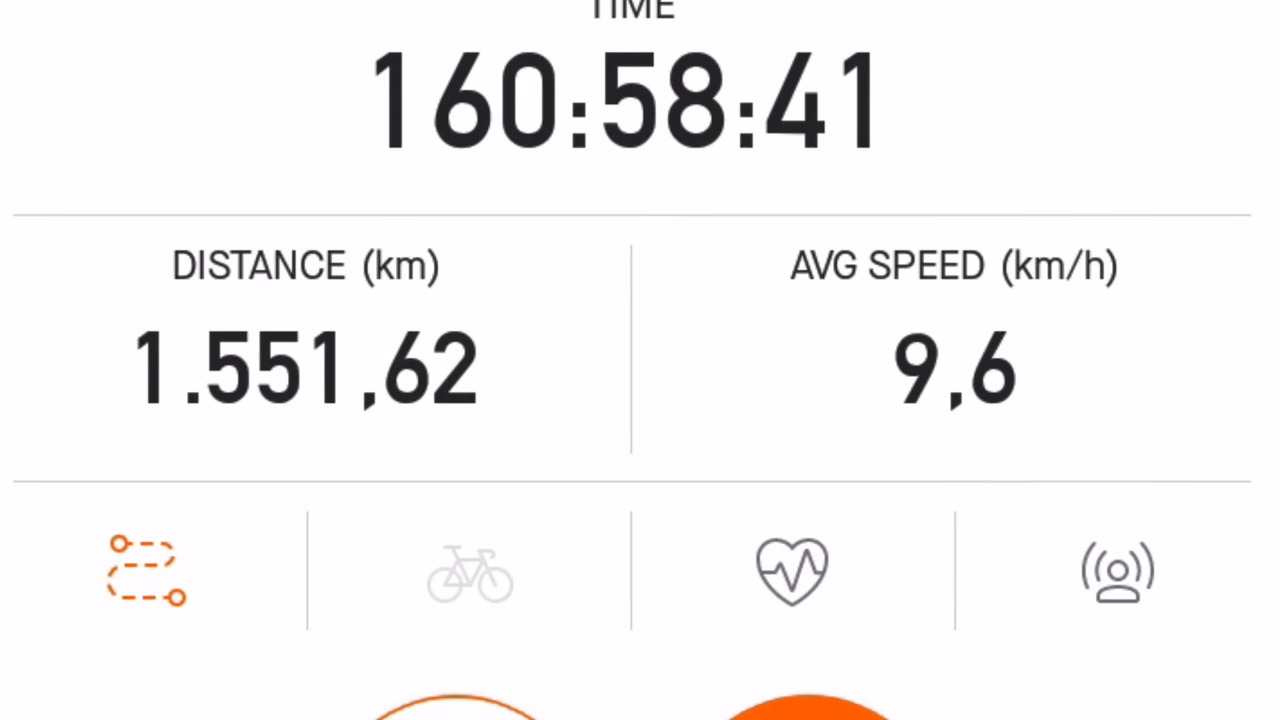 TIME
160:58:41
DISTANCE (km)
AVG SPEED (km/h)
1.551,62
9,6